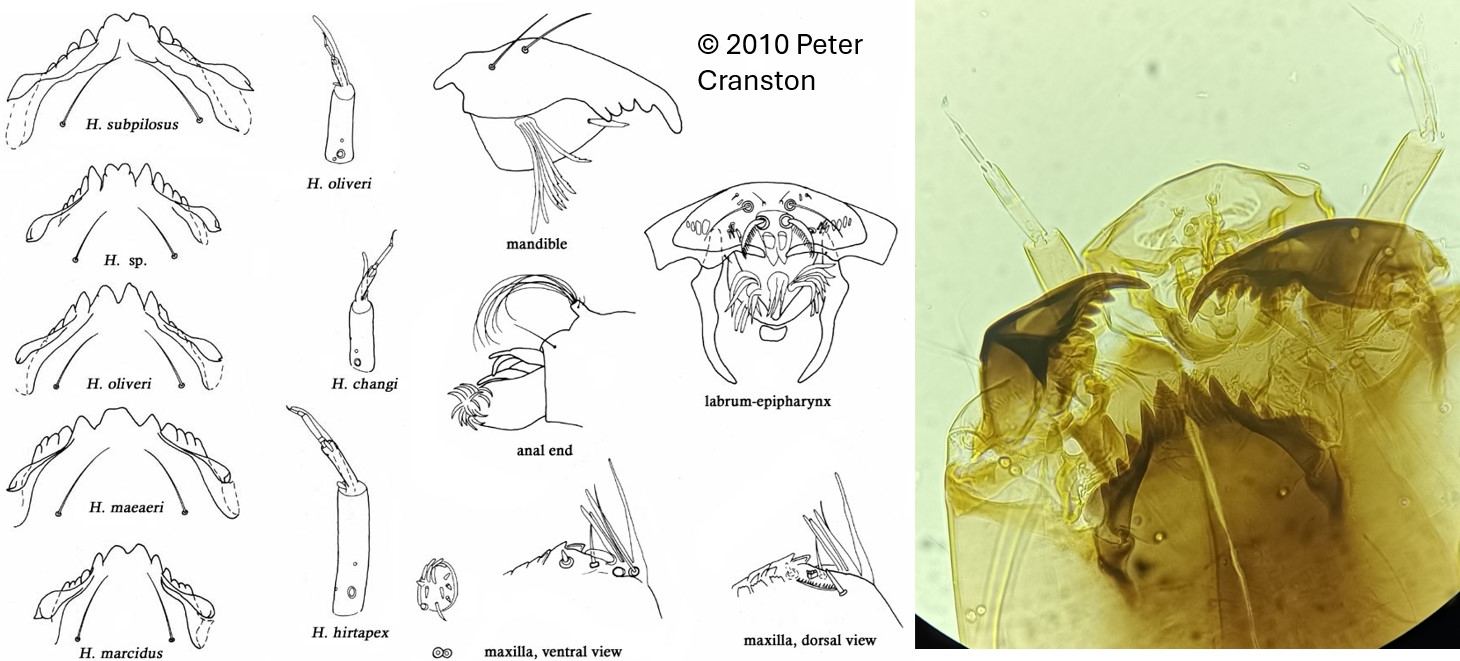 © 2010 Peter
Cranston
H. subpilosus
H. oliveri
mandible
H. sp.
labrum-epipharynx
H. oliveri
H. changi
anal end
H. maeaeri
H. hirtapex
H. marcidus
maxilla, ventral view
maxilla, dorsal view